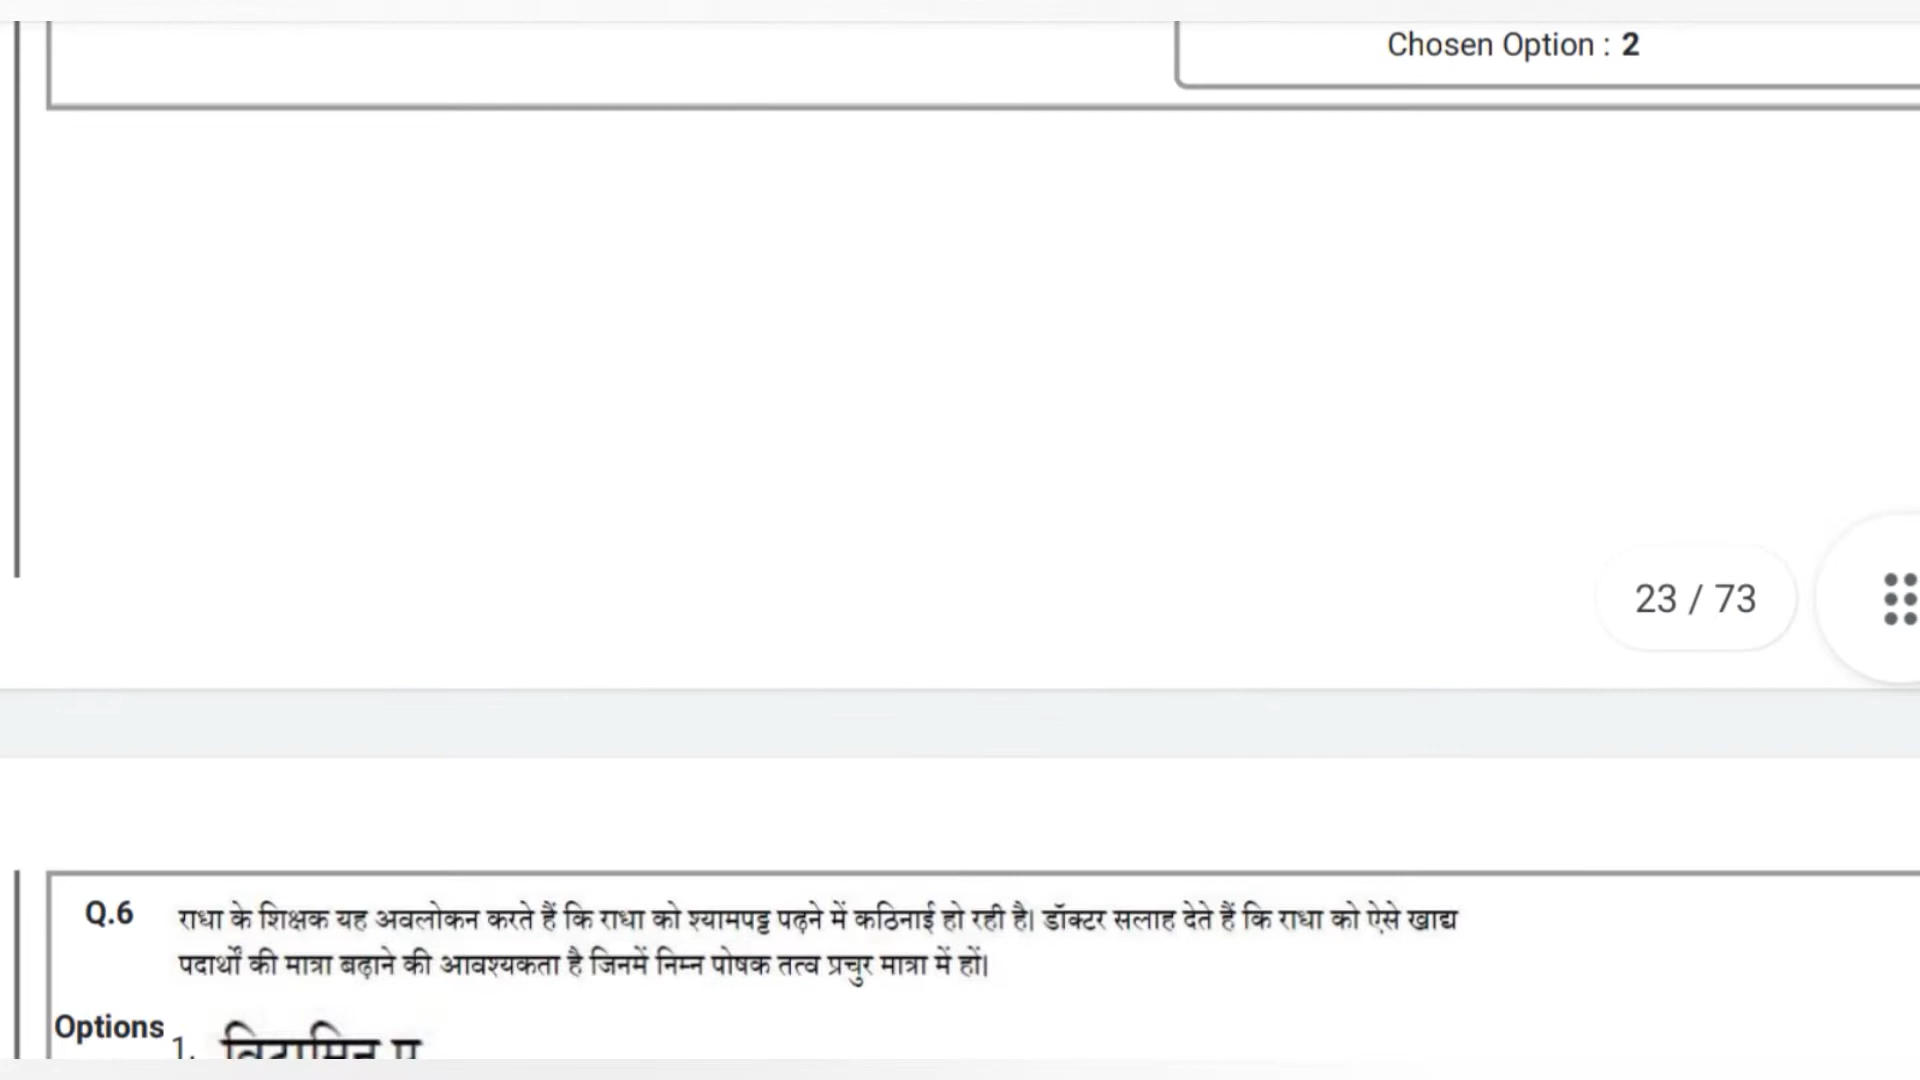 Chosen Option : 2
23 / 73
Q.6 राधा के शिक्षक यह अवलोकन करते हैं कि राधा को श्यामपट्ट पढ़ने में कठिनाई हो रही है। डॉक्टर सलाह देते हैं कि राधा को ऐसे खाद्य
पदार्थों की मात्रा बढ़ाने की आवश्यकता है जिनमें निम्न पोषक तत्व प्रचुर मात्रा में हों।
Options 1. विटामिन ए